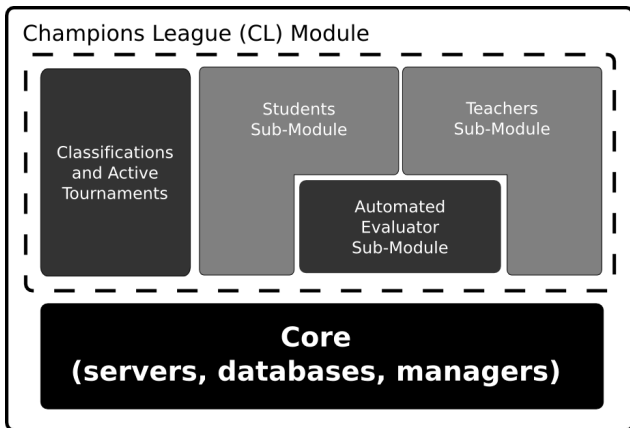 Champions League (CL) Module
Classifications
and Active
Tournaments
Students
Sub-Module
Teachers
Sub-Module
Automated
Evaluator
Sub-Module
Core
(servers, databases, managers)